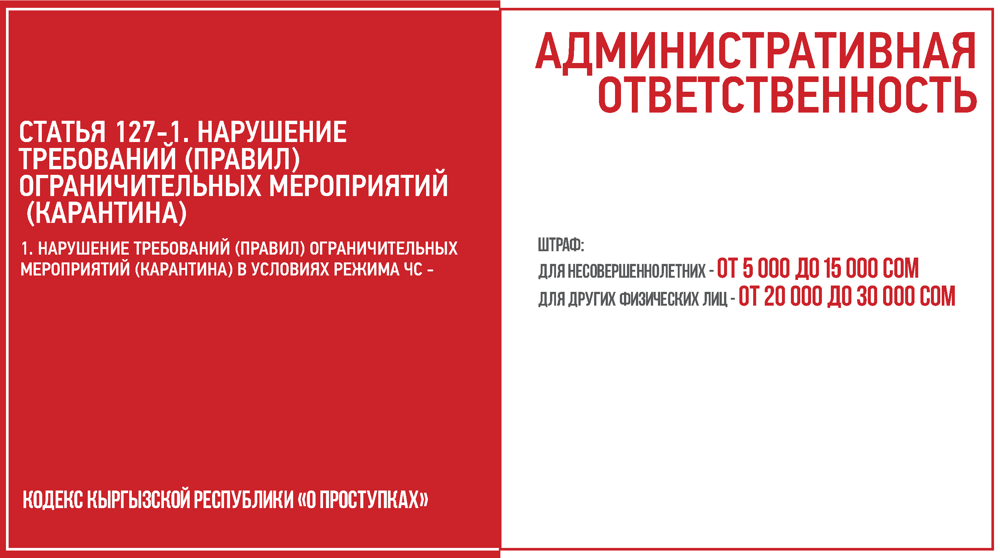 СТАТЬЯ 127-1. НАРУШЕНИЕ
ТРЕБОВАНИЙ (ПРАВИЛ)
ОГРАНИЧИТЕЛЬНЫХ МЕРОПРИЯТИЙ
(КАРАНТИНА)
1. НАРУШЕНИЕ ТРЕБОВАНИЙ (ПРАВИЛ) ОГРАНИЧИТЕЛЬНЫХ
МЕРОПРИЯТИЙ (КАРАНТИНА) В УСЛОВИЯХ РЕЖИМА ЧС -
КОДЕКС КЫРГЫЗСКОЙ РЕСПУБЛИКИ «О ПРОСТУПКАХ»
АДМИНИСТРАТИВНАЯ
ОТВЕТСТВЕННОСТЬ
ШТРАФ:
ДЛЯ НЕСОВЕРШЕННОЛЕТНИХ - ОТ 5 000 ДО 15 000 СОМ
ДЛЯ ДРУГИХ ФИЗИЧЕСКИХ ЛИЦ - ОТ 20 000 ДО 30 000 СОМ